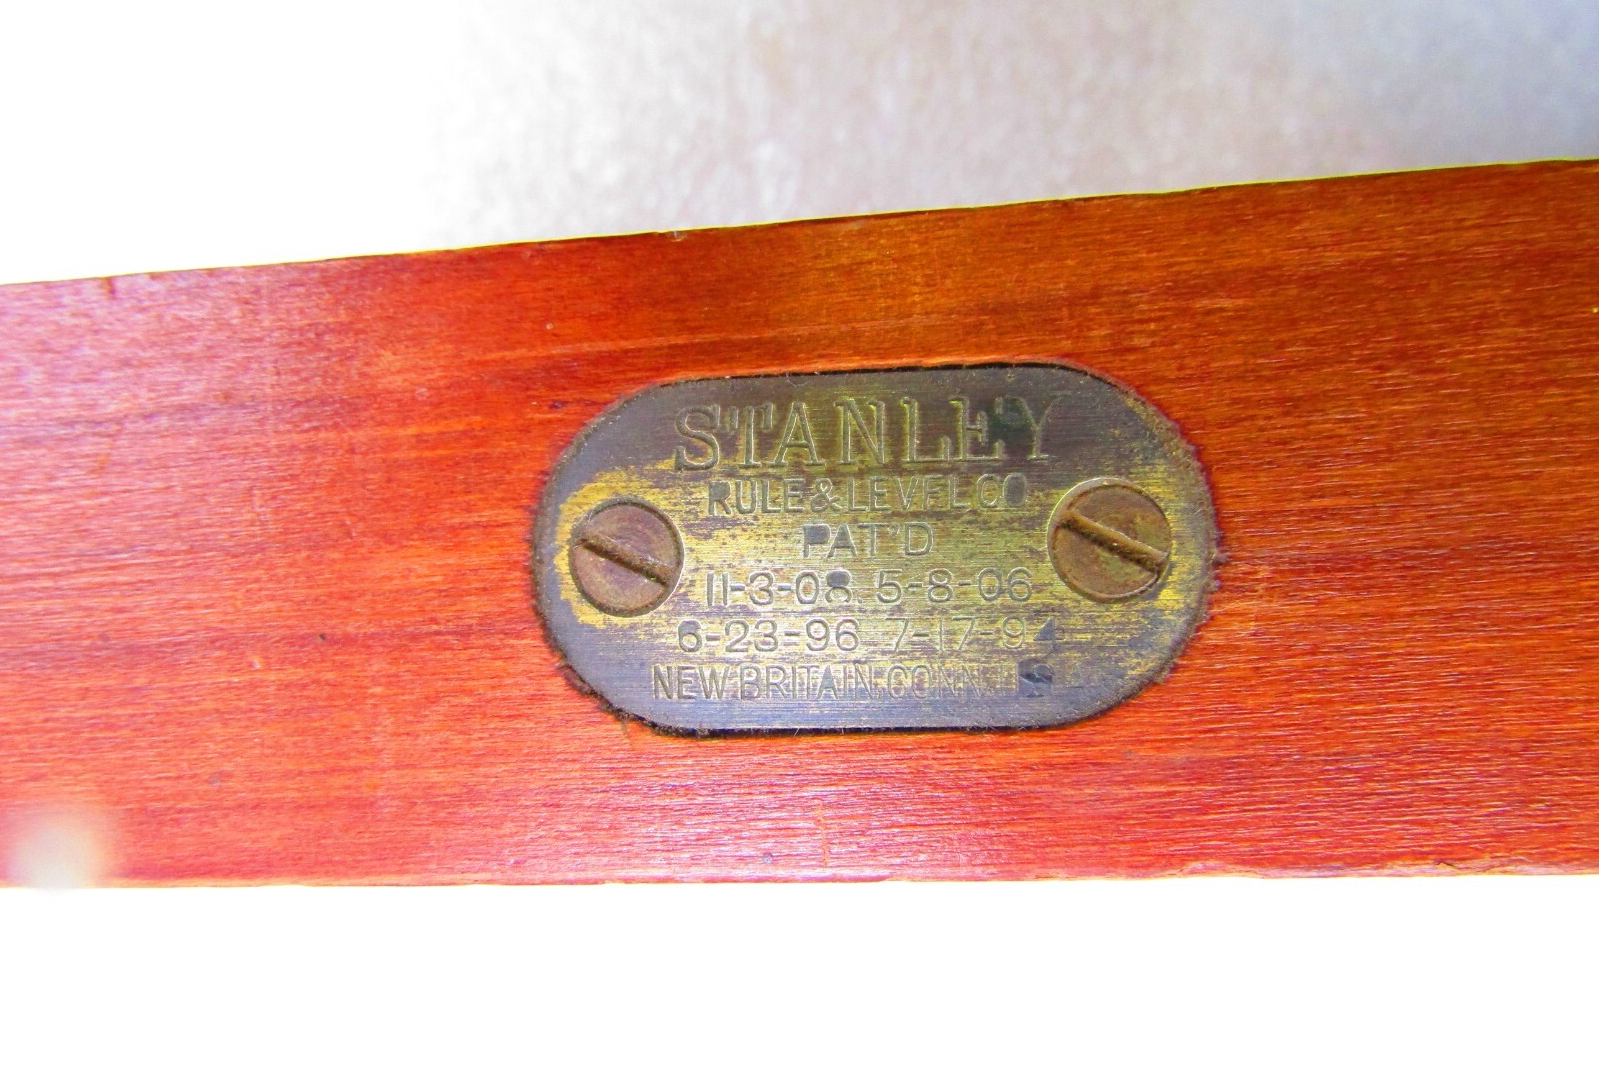 STANLEY
RULE & LEVEL CO
PAT'D
11-3-08. 5-8-06
6-23-96 7-17-94
NEW BRITAIN, CONN.